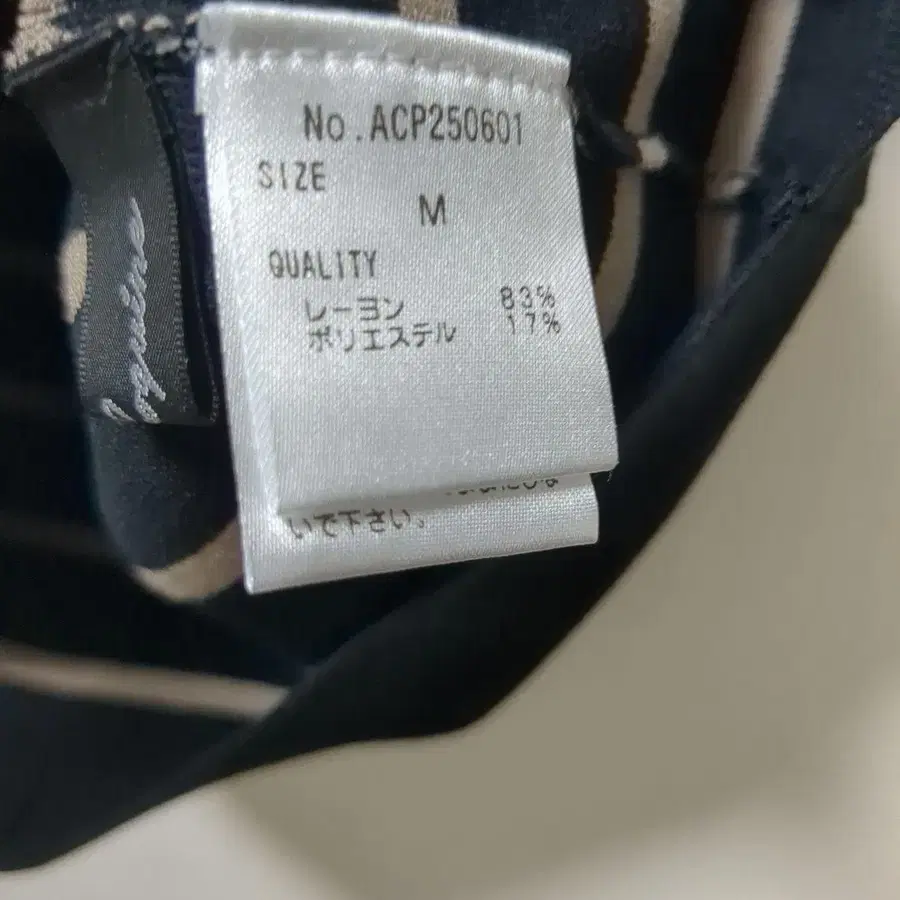 No.ACP250601
SIZE
M
QUALITY
レーヨン 83%
ポリエステル 17%
いで下さい。